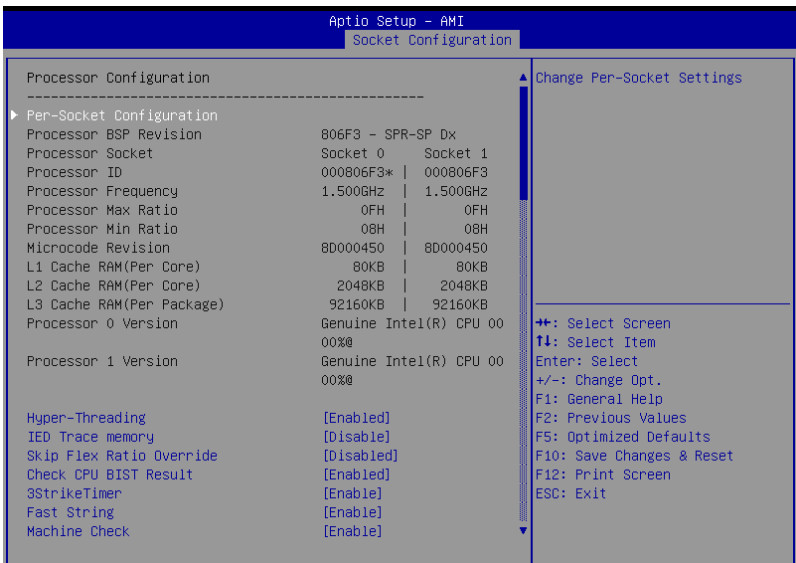 Aptio Setup - AMI
Socket Configuration
Processor Configuration
--------------------------------------------------
Per-Socket Configuration
Processor BSP Revision 806F3 - SPR-SP Dx
Processor Socket Socket 0 Socket 1
Processor ID 000806F3* | 000806F3
Processor Frequency 1.500GHz | 1.500GHz
Processor Max Ratio 0FH | 0FH
Processor Min Ratio 08H | 08H
Microcode Revision 8D000450 | 8D000450
L1 Cache RAM(Per Core) 80KB | 80KB
L2 Cache RAM(Per Core) 2048KB | 2048KB
L3 Cache RAM(Per Package) 92160KB | 92160KB
Processor 0 Version Genuine Intel(R) CPU 00
00%@
Processor 1 Version Genuine Intel(R) CPU 00
00%@
Hyper-Threading [Enabled]
IED Trace memory [Disable]
Skip Flex Ratio Override [Disabled]
Check CPU BIST Result [Enabled]
3StrikeTimer [Enable]
Fast String [Enable]
Machine Check [Enable]
Change Per-Socket Settings
→←: Select Screen
↑↓: Select Item
Enter: Select
+/-: Change Opt.
F1: General Help
F2: Previous Values
F5: Optimized Defaults
F10: Save Changes & Reset
F12: Print Screen
ESC: Exit